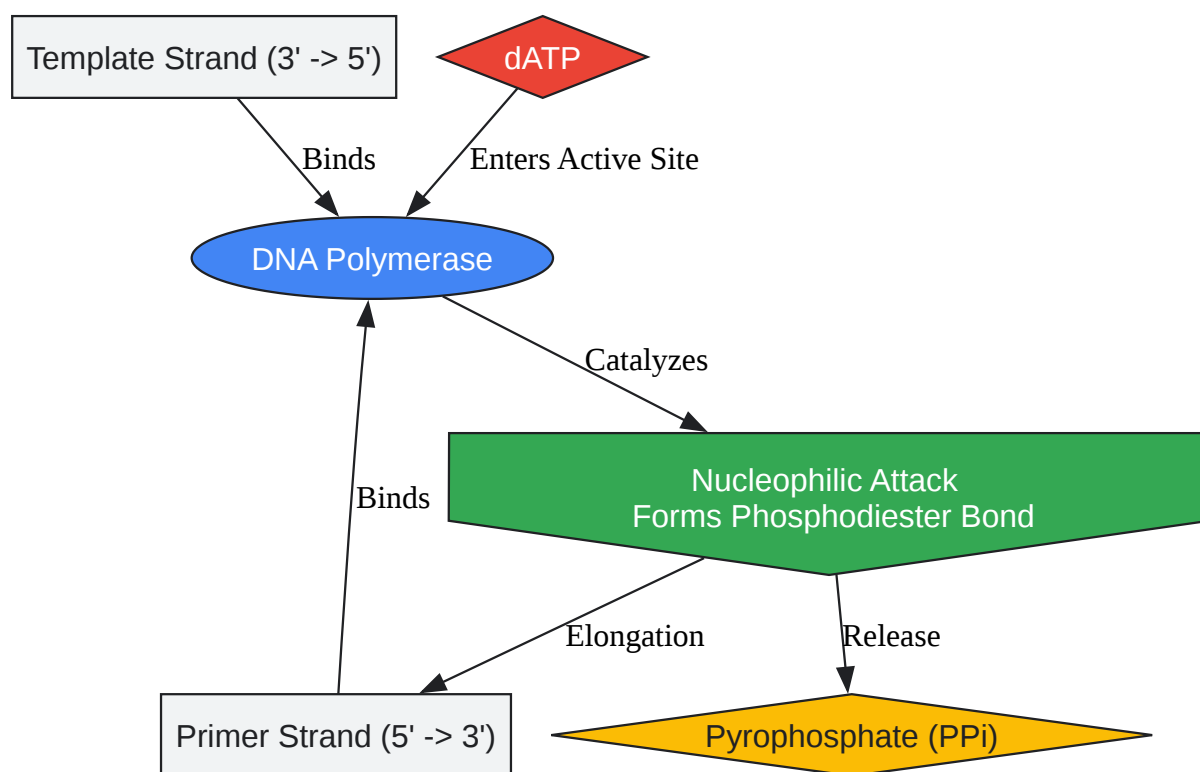 Template Strand (3' -> 5')
dATP
Binds
Enters Active Site
DNA Polymerase
Catalyzes
Nucleophilic Attack
Forms Phosphodiester Bond
Binds
Elongation
Release
Primer Strand (5' -> 3')
Pyrophosphate (PPi)